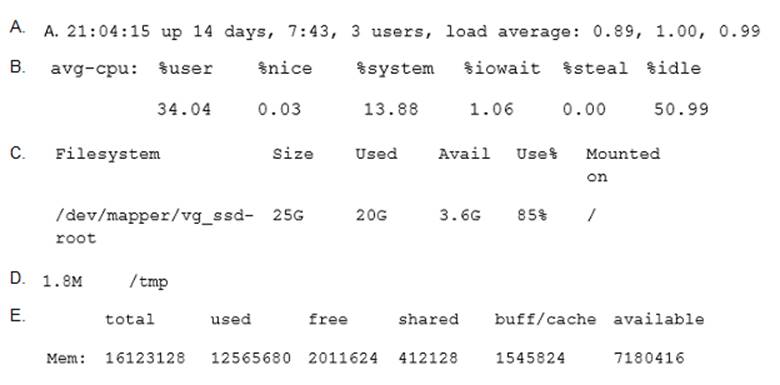 A. A. 21:04:15 up 14 days, 7:43, 3 users, load average: 0.89, 1.00, 0.99
B. avg-cpu: %user %nice %system %iowait %steal %idle
34.04 0.03 13.88 1.06 0.00 50.99
C. Filesystem Size Used Avail Use% Mounted
on
/dev/mapper/vg_ssd- 25G 20G 3.6G 85% /
root
D. 1.8M /tmp
E.
total used free shared buff/cache available
Mem: 16123128 12565680 2011624 412128 1545824 7180416